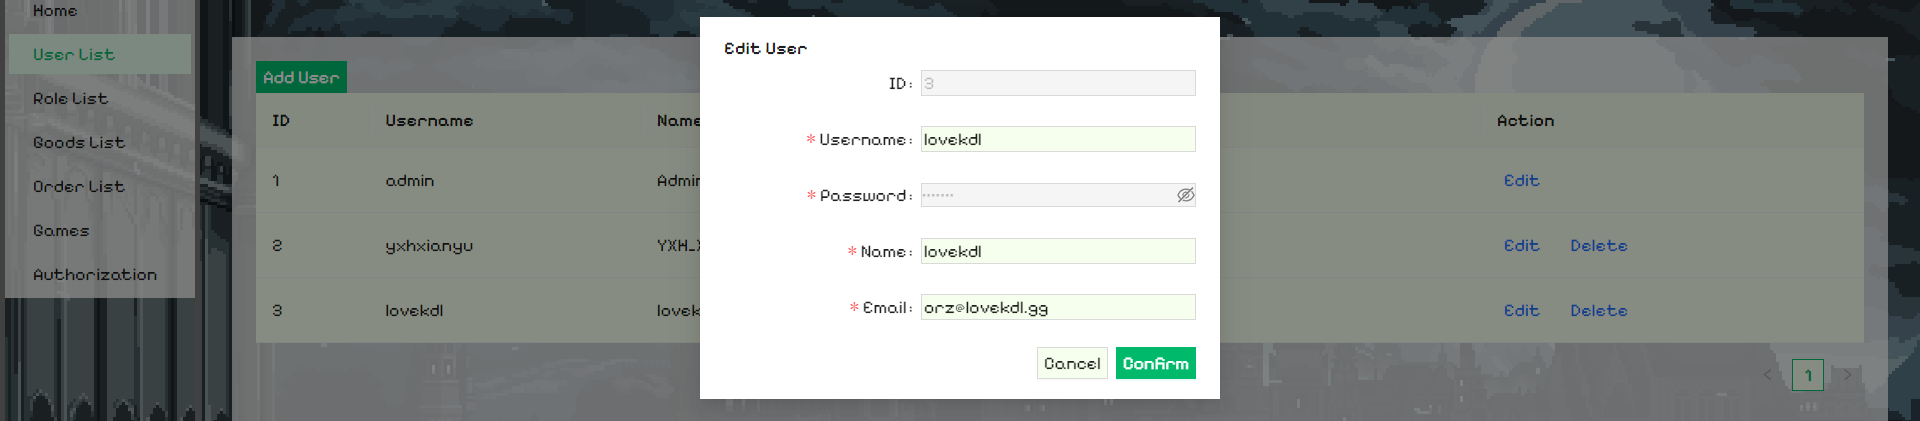 Home
User List
Role List
Goods List
Order List
Games
Authorization
Add User
ID Username Name Action
1 admin Admin Edit
2 yxhxianyu YXH_ Edit Delete
3 lovekdl lovek Edit Delete
< 1 >
Edit User
ID: 3
* Username: lovekdl
* Password: •••••••
* Name: lovekdl
* Email: orz@lovekdl.gg
Cancel Confirm